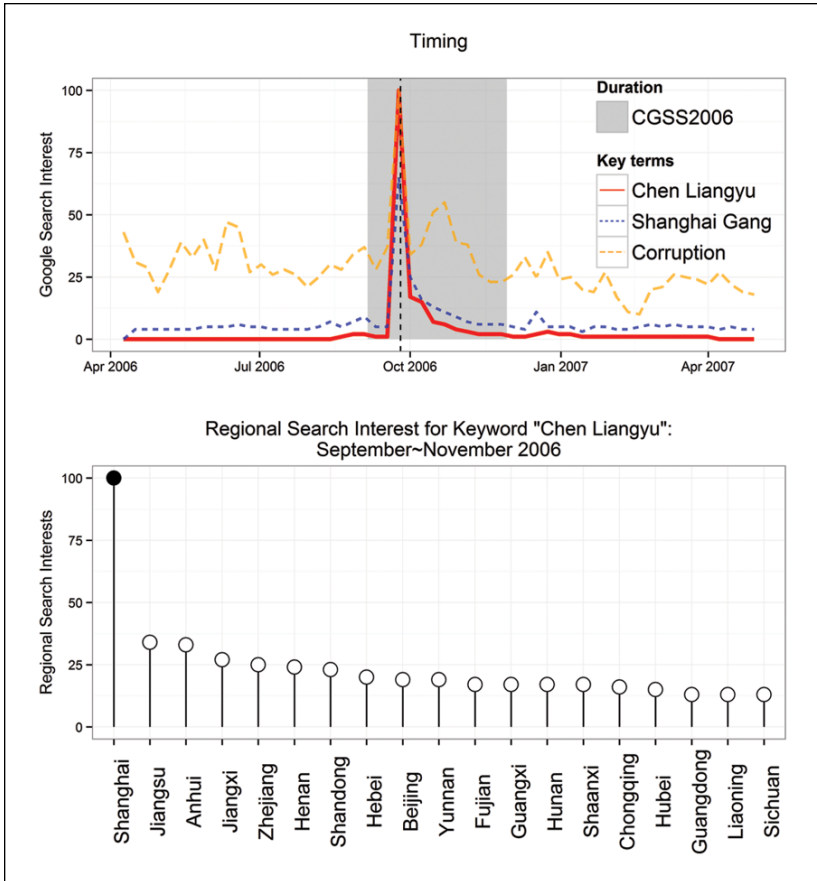 Timing
Google Search Interest
100
75
50
25
0
Duration
CGSS2006
Key terms
Chen Liangyu
Shanghai Gang
Corruption
Apr 2006
Jul 2006
Oct 2006
Jan 2007
Apr 2007
Regional Search Interest for Keyword "Chen Liangyu":
September~November 2006
Regional Search Interests
100
75
50
25
0
Shanghai
Jiangsu
Anhui
Jiangxi
Zhejiang
Henan
Shandong
Hebei
Beijing
Yunnan
Fujian
Guangxi
Hunan
Shaanxi
Chongqing
Hubei
Guangdong
Liaoning
Sichuan